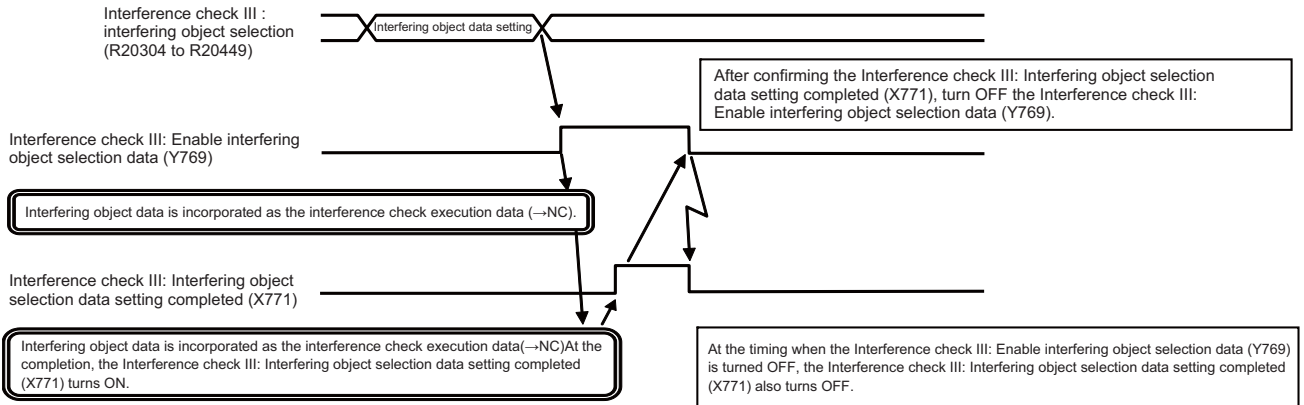 Interference check III :
interfering object selection
(R20304 to R20449)
Interfering object data setting
After confirming the Interference check III: Interfering object selection
data setting completed (X771), turn OFF the Interference check III:
Enable interfering object selection data (Y769).
Interference check III: Enable interfering
object selection data (Y769)
Interfering object data is incorporated as the interference check execution data (→NC).
Interference check III: Interfering object
selection data setting completed (X771)
Interfering object data is incorporated as the interference check execution data(→NC)At the
completion, the Interference check III: Interfering object selection data setting completed
(X771) turns ON.
At the timing when the Interference check III: Enable interfering object selection data (Y769)
is turned OFF, the Interference check III: Interfering object selection data setting completed
(X771) also turns OFF.